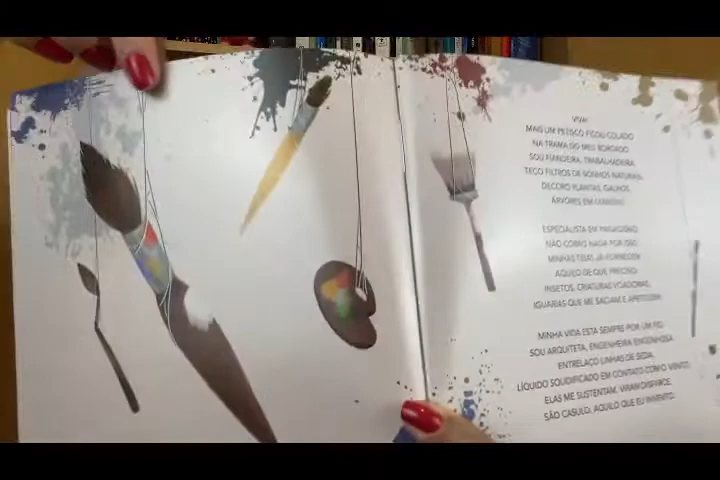 VIVA!
MAIS UM PETISCO FICOU COLADO
NA TRAMA DO MEU BORDADO.
SOU FIANDEIRA, TRABALHADEIRA,
TEÇO FILTROS DE SONHOS NATURAIS,
DECORO PLANTAS, GALHOS,
ÁRVORES EM
ESPECIALISTA EM
NÃO COBRO NADA POR ISSO.
MINHAS TEIAS JÁ FORNECEM
AQUILO DE QUE PRECISO:
INSETOS, CRIATURAS VOADORAS,
IGUARIAS QUE ME SACIAM E APETECEM.
MINHA VIDA ESTÁ SEMPRE POR UM FIO.
SOU ARQUITETA, ENGENHEIRA ENGENHOSA.
ENTRELAÇO LINHAS DE SEDA,
LÍQUIDO SOLIDIFICADO EM CONTATO COM O VENTO.
ELAS ME SUSTENTAM, VIRAM DISFARCE,
SÃO CASULO, AQUILO QUE EU INVENTO.